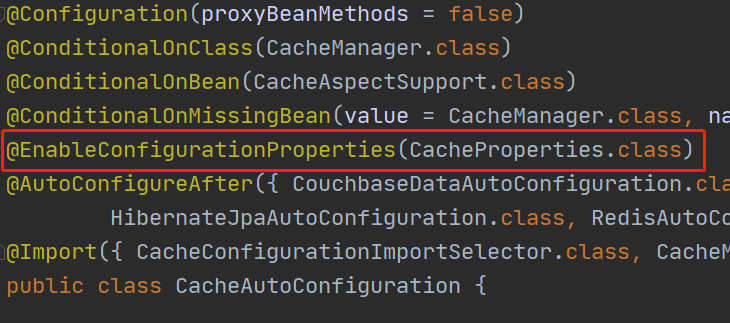 @Configuration(proxyBeanMethods = false)
@ConditionalOnClass(CacheManager.class)
@ConditionalOnBean(CacheAspectSupport.class)
@ConditionalOnMissingBean(value = CacheManager.class, na
@EnableConfigurationProperties(CacheProperties.class)
@AutoConfigureAfter({ CouchbaseDataAutoConfiguration.cla
HibernateJpaAutoConfiguration.class, RedisAutoCo
@Import({ CacheConfigurationImportSelector.class, CacheM
public class CacheAutoConfiguration {